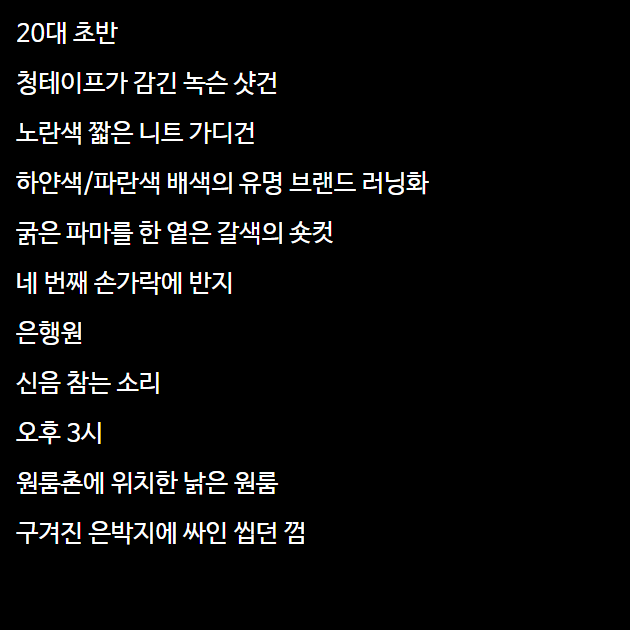 20대 초반
청테이프가 감긴 녹슨 샷건
노란색 짧은 니트 가디건
하얀색/파란색 배색의 유명 브랜드 러닝화
굵은 파마를 한 옅은 갈색의 숏컷
네 번째 손가락에 반지
은행원
신음 참는 소리
오후 3시
원룸촌에 위치한 낡은 원룸
구겨진 은박지에 싸인 씹던 껌